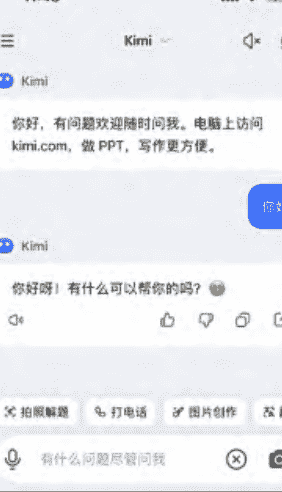 Kimi
Kimi
你好，有问题欢迎随时问我。电脑上访问
kimi.com，做 PPT，写作更方便。
你好
Kimi
你好呀！有什么可以帮你的吗？
拍照解题
打电话
图片创作
有什么问题尽管问我